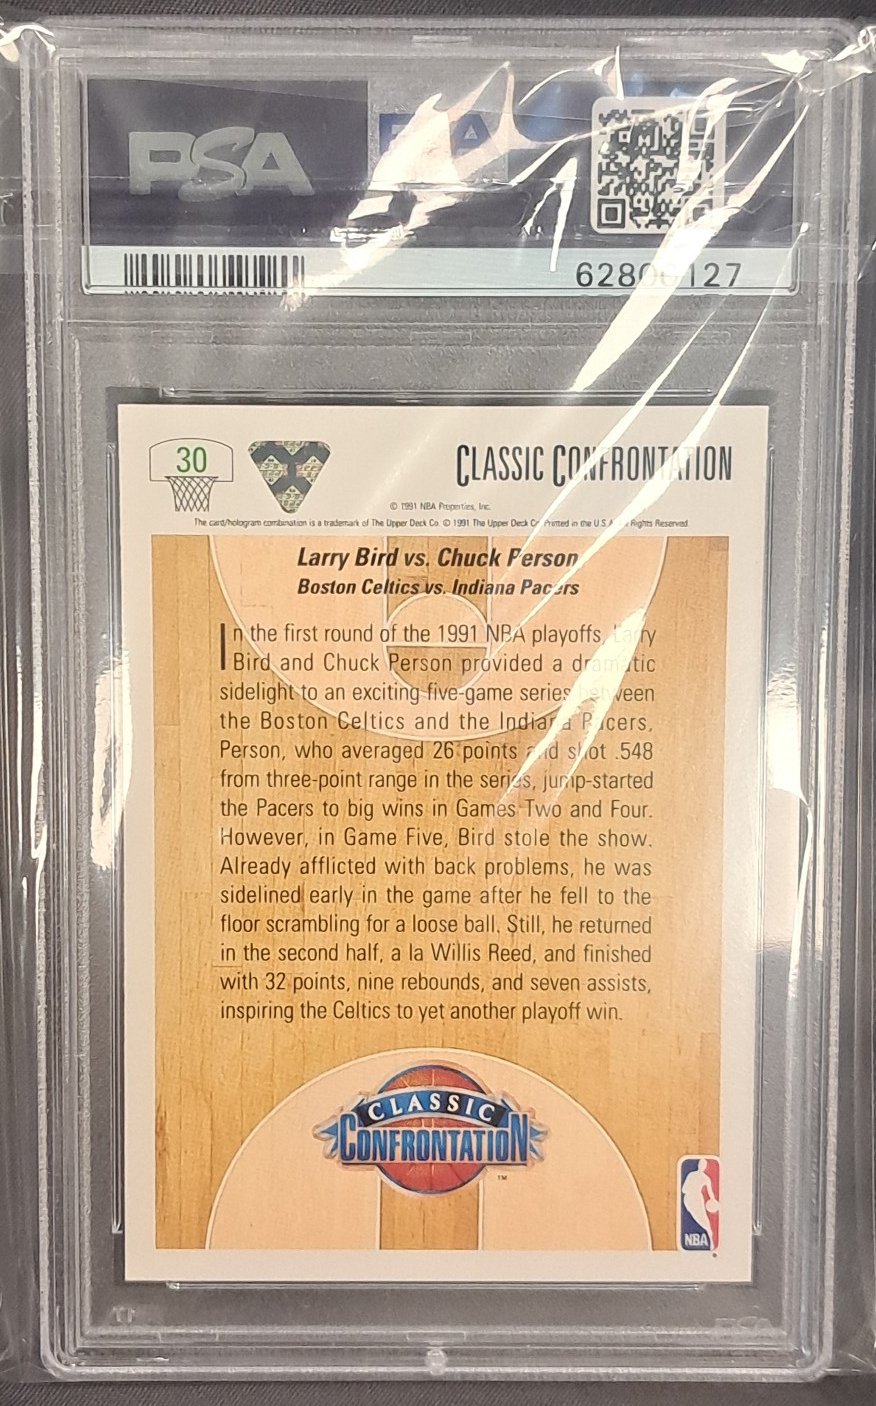 PSA
62806127
30
CLASSIC CONFRONTATION
© 1991 NBA Properties, Inc.
The card/hologram combination is a trademark of The Upper Deck Co. © 1991 The Upper Deck Co. Printed in the U.S.A. Rights Reserved.
Larry Bird vs. Chuck Person
Boston Celtics vs. Indiana Pacers
In the first round of the 1991 NBA playoffs, Larry
Bird and Chuck Person provided a dramatic
sidelight to an exciting five-game series between
the Boston Celtics and the Indiana Pacers.
Person, who averaged 26 points and shot .548
from three-point range in the series, jump-started
the Pacers to big wins in Games Two and Four.
However, in Game Five, Bird stole the show.
Already afflicted with back problems, he was
sidelined early in the game after he fell to the
floor scrambling for a loose ball. Still, he returned
in the second half, a la Willis Reed, and finished
with 32 points, nine rebounds, and seven assists,
inspiring the Celtics to yet another playoff win.
CLASSIC
CONFRONTATION
TM
NBA
PSA